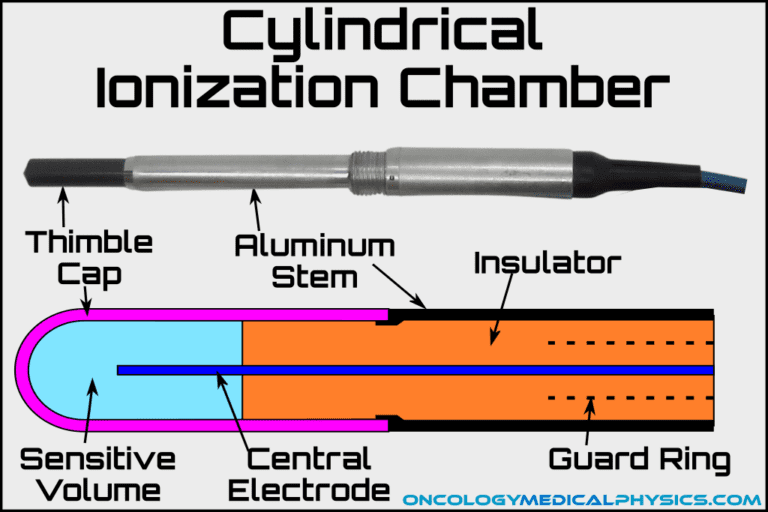 Cylindrical
Ionization Chamber
Thimble
Cap
Aluminum
Stem
Insulator
Sensitive
Volume
Central
Electrode
Guard Ring
ONCOLOGYMEDICALPHYSICS.COM